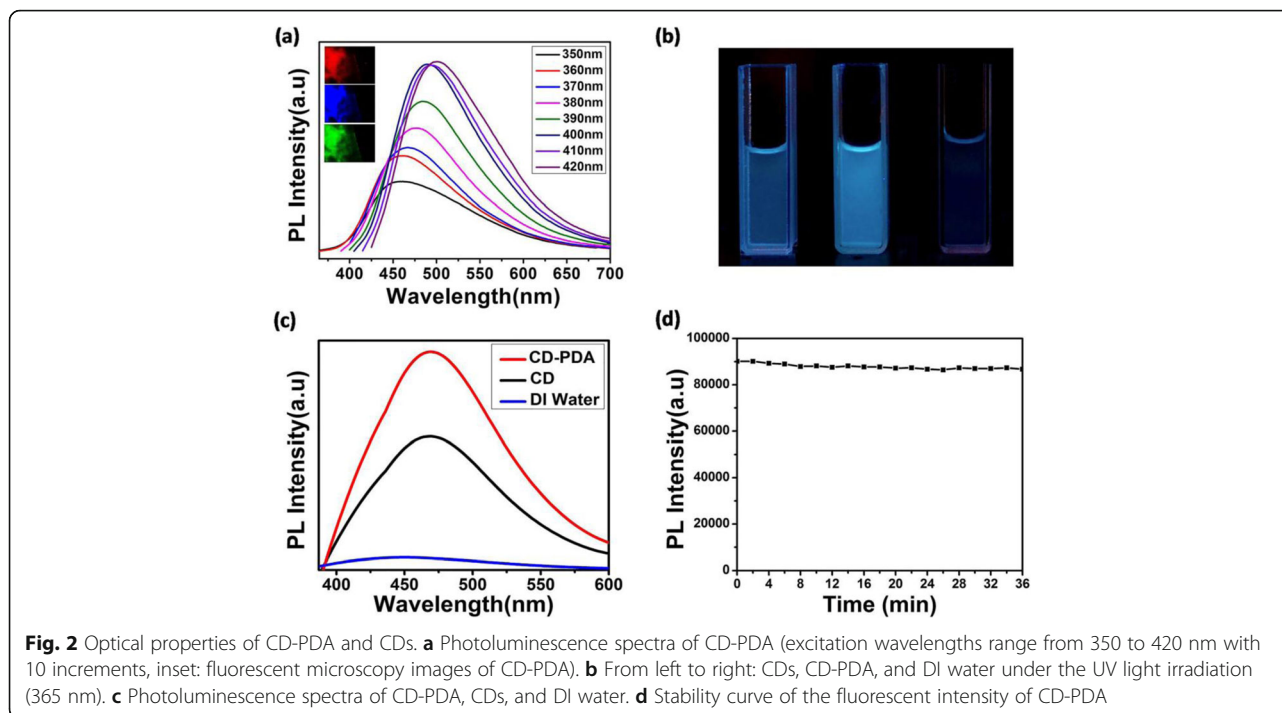 (a)
350nm
360nm
370nm
380nm
390nm
400nm
410nm
420nm
PL Intensity(a.u)
400 450 500 550 600 650 700
Wavelength(nm)
(b)
(c)
CD-PDA
CD
DI Water
PL Intensity(a.u)
400 450 500 550 600
Wavelength(nm)
(d)
100000
80000
60000
40000
20000
0
PL Intensity(a.u)
0 4 8 12 16 20 24 28 32 36
Time (min)
Fig. 2 Optical properties of CD-PDA and CDs. a Photoluminescence spectra of CD-PDA (excitation wavelengths range from 350 to 420 nm with
10 increments, inset: fluorescent microscopy images of CD-PDA). b From left to right: CDs, CD-PDA, and DI water under the UV light irradiation
(365 nm). c Photoluminescence spectra of CD-PDA, CDs, and DI water. d Stability curve of the fluorescent intensity of CD-PDA